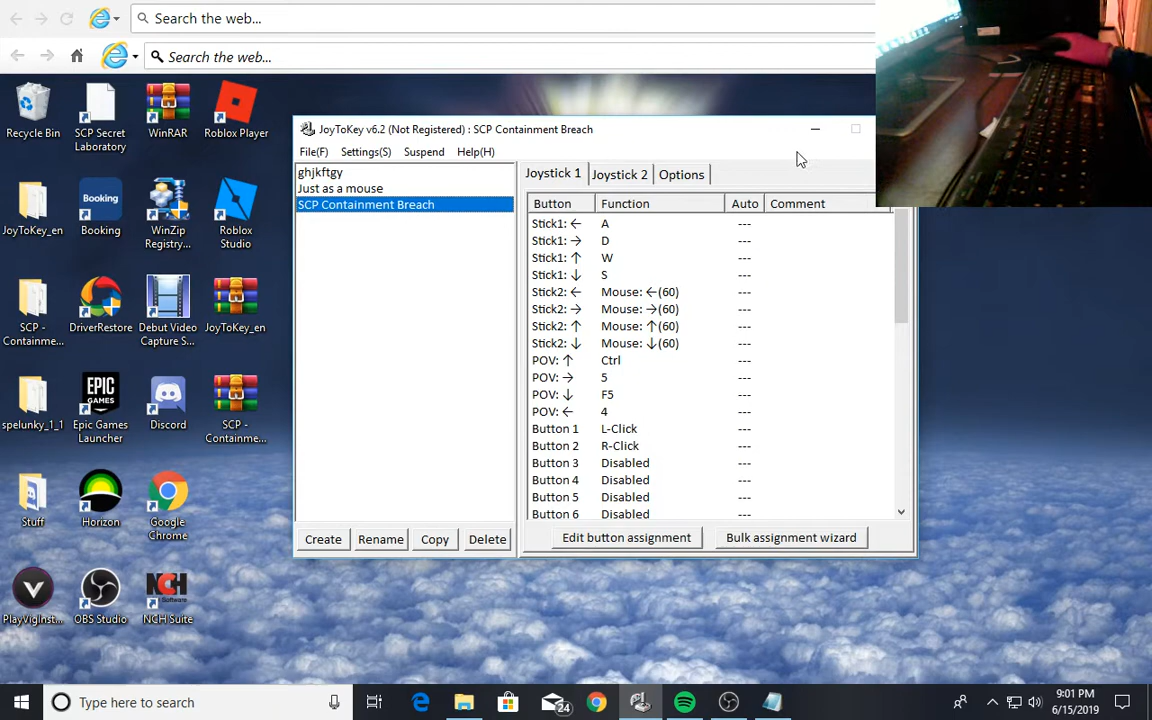 Search the web...
Search the web...
Recycle Bin
SCP Secret Laboratory
WinRAR
Roblox Player
JoyToKey_en
Booking
Booking
WinZip Registry...
Roblox Studio
SCP - Containme...
DriverRestore
Debut Video Capture S...
JoyToKey_en
spelunky_1_1
EPIC GAMES
Epic Games Launcher
Discord
SCP - Containme...
Stuff
Horizon
Google Chrome
PlayVigInst...
OBS Studio
NCH Software
NCH Suite
JoyToKey v6.2 (Not Registered) : SCP Containment Breach
File(F) Settings(S) Suspend Help(H)
ghjkftgy
Just as a mouse
SCP Containment Breach
Create Rename Copy Delete
Joystick 1 Joystick 2 Options
Button Function Auto Comment
Stick1: ← A ---
Stick1: → D ---
Stick1: ↑ W ---
Stick1: ↓ S ---
Stick2: ← Mouse: ←(60) ---
Stick2: → Mouse: →(60) ---
Stick2: ↑ Mouse: ↑(60) ---
Stick2: ↓ Mouse: ↓(60) ---
POV: ↑ Ctrl ---
POV: → 5 ---
POV: ↓ F5 ---
POV: ← 4 ---
Button 1 L-Click ---
Button 2 R-Click ---
Button 3 Disabled ---
Button 4 Disabled ---
Button 5 Disabled ---
Button 6 Disabled ---
Edit button assignment Bulk assignment wizard
Type here to search
24
9:01 PM
6/15/2019